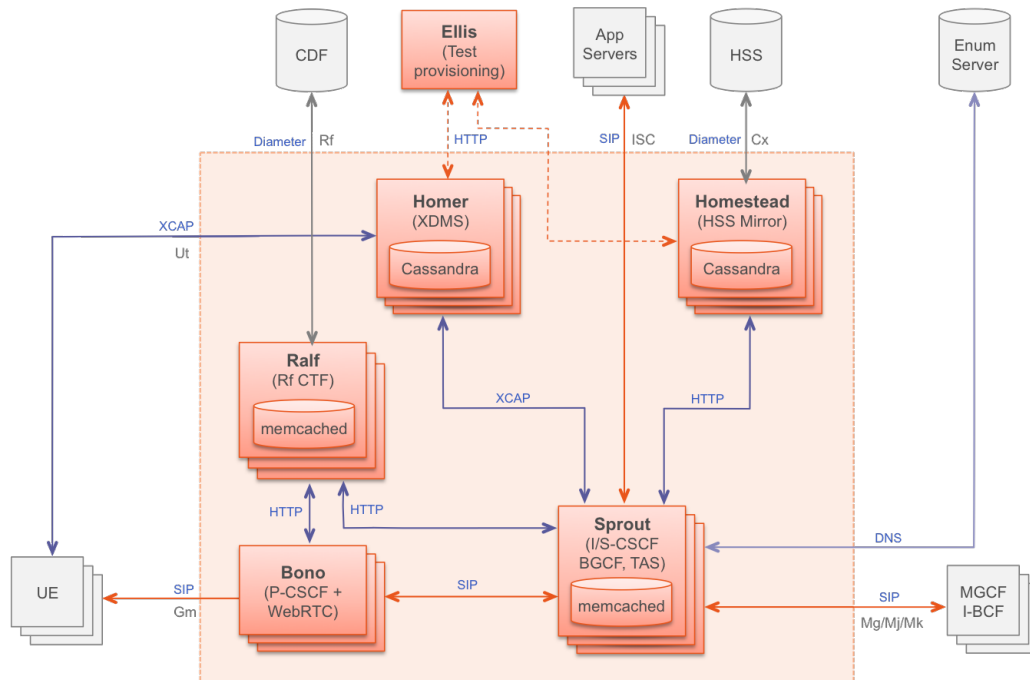 CDF
Ellis
(Test
provisioning)
App
Servers
HSS
Enum
Server
Diameter
Rf
HTTP
SIP
ISC
Diameter
Cx
Homer
(XDMS)
Cassandra
Homestead
(HSS Mirror)
Cassandra
XCAP
Ut
Ralf
(Rf CTF)
memcached
XCAP
HTTP
HTTP
HTTP
Sprout
(I/S-CSCF
BGCF, TAS)
memcached
DNS
UE
SIP
Gm
Bono
(P-CSCF +
WebRTC)
SIP
SIP
Mg/Mj/Mk
MGCF
I-BCF